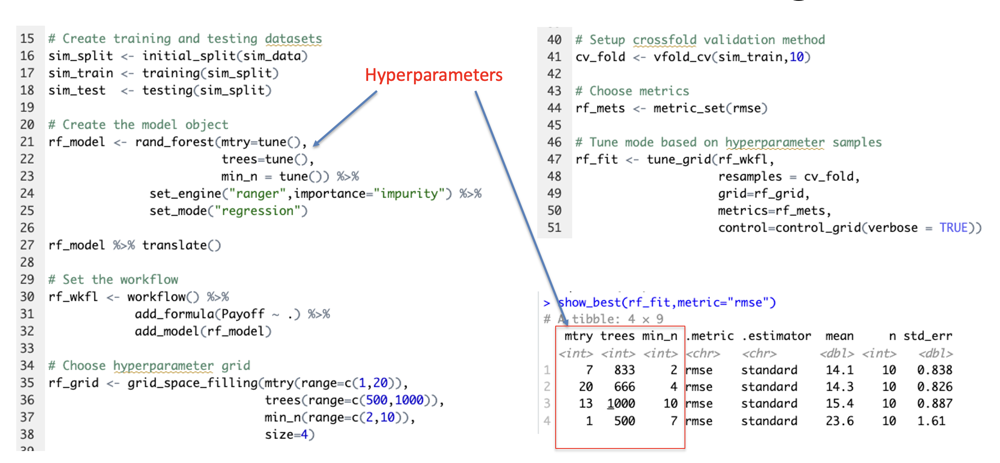 15 # Create training and testing datasets
16 sim_split <- initial_split(sim_data)
17 sim_train <- training(sim_split)
18 sim_test  <- testing(sim_split)
19
20 # Create the model object
21 rf_model <- rand_forest(mtry=tune(),
22                         trees=tune(),
23                         min_n = tune()) %>%
24               set_engine("ranger",importance="impurity") %>%
25               set_mode("regression")
26
27 rf_model %>% translate()
28
29 # Set the workflow
30 rf_wkfl <- workflow() %>%
31             add_formula(Payoff ~ .) %>%
32             add_model(rf_model)
33
34 # Choose hyperparameter grid
35 rf_grid <- grid_space_filling(mtry(range=c(1,20)),
36                               trees(range=c(500,1000)),
37                               min_n(range=c(2,10)),
38                               size=4)
Hyperparameters
40 # Setup crossfold validation method
41 cv_fold <- vfold_cv(sim_train,10)
42
43 # Choose metrics
44 rf_mets <- metric_set(rmse)
45
46 # Tune mode based on hyperparameter samples
47 rf_fit <- tune_grid(rf_wkfl,
48                     resamples = cv_fold,
49                     grid=rf_grid,
50                     metrics=rf_mets,
51                     control=control_grid(verbose = TRUE))
> show_best(rf_fit,metric="rmse")
# A tibble: 4 × 9
mtry trees min_n .metric .estimator mean n std_err
<int> <int> <int> <chr> <chr> <dbl> <int> <dbl>
1 7 833 2 rmse standard 14.1 10 0.838
2 20 666 4 rmse standard 14.3 10 0.826
3 13 1000 10 rmse standard 15.4 10 0.887
4 1 500 7 rmse standard 23.6 10 1.61